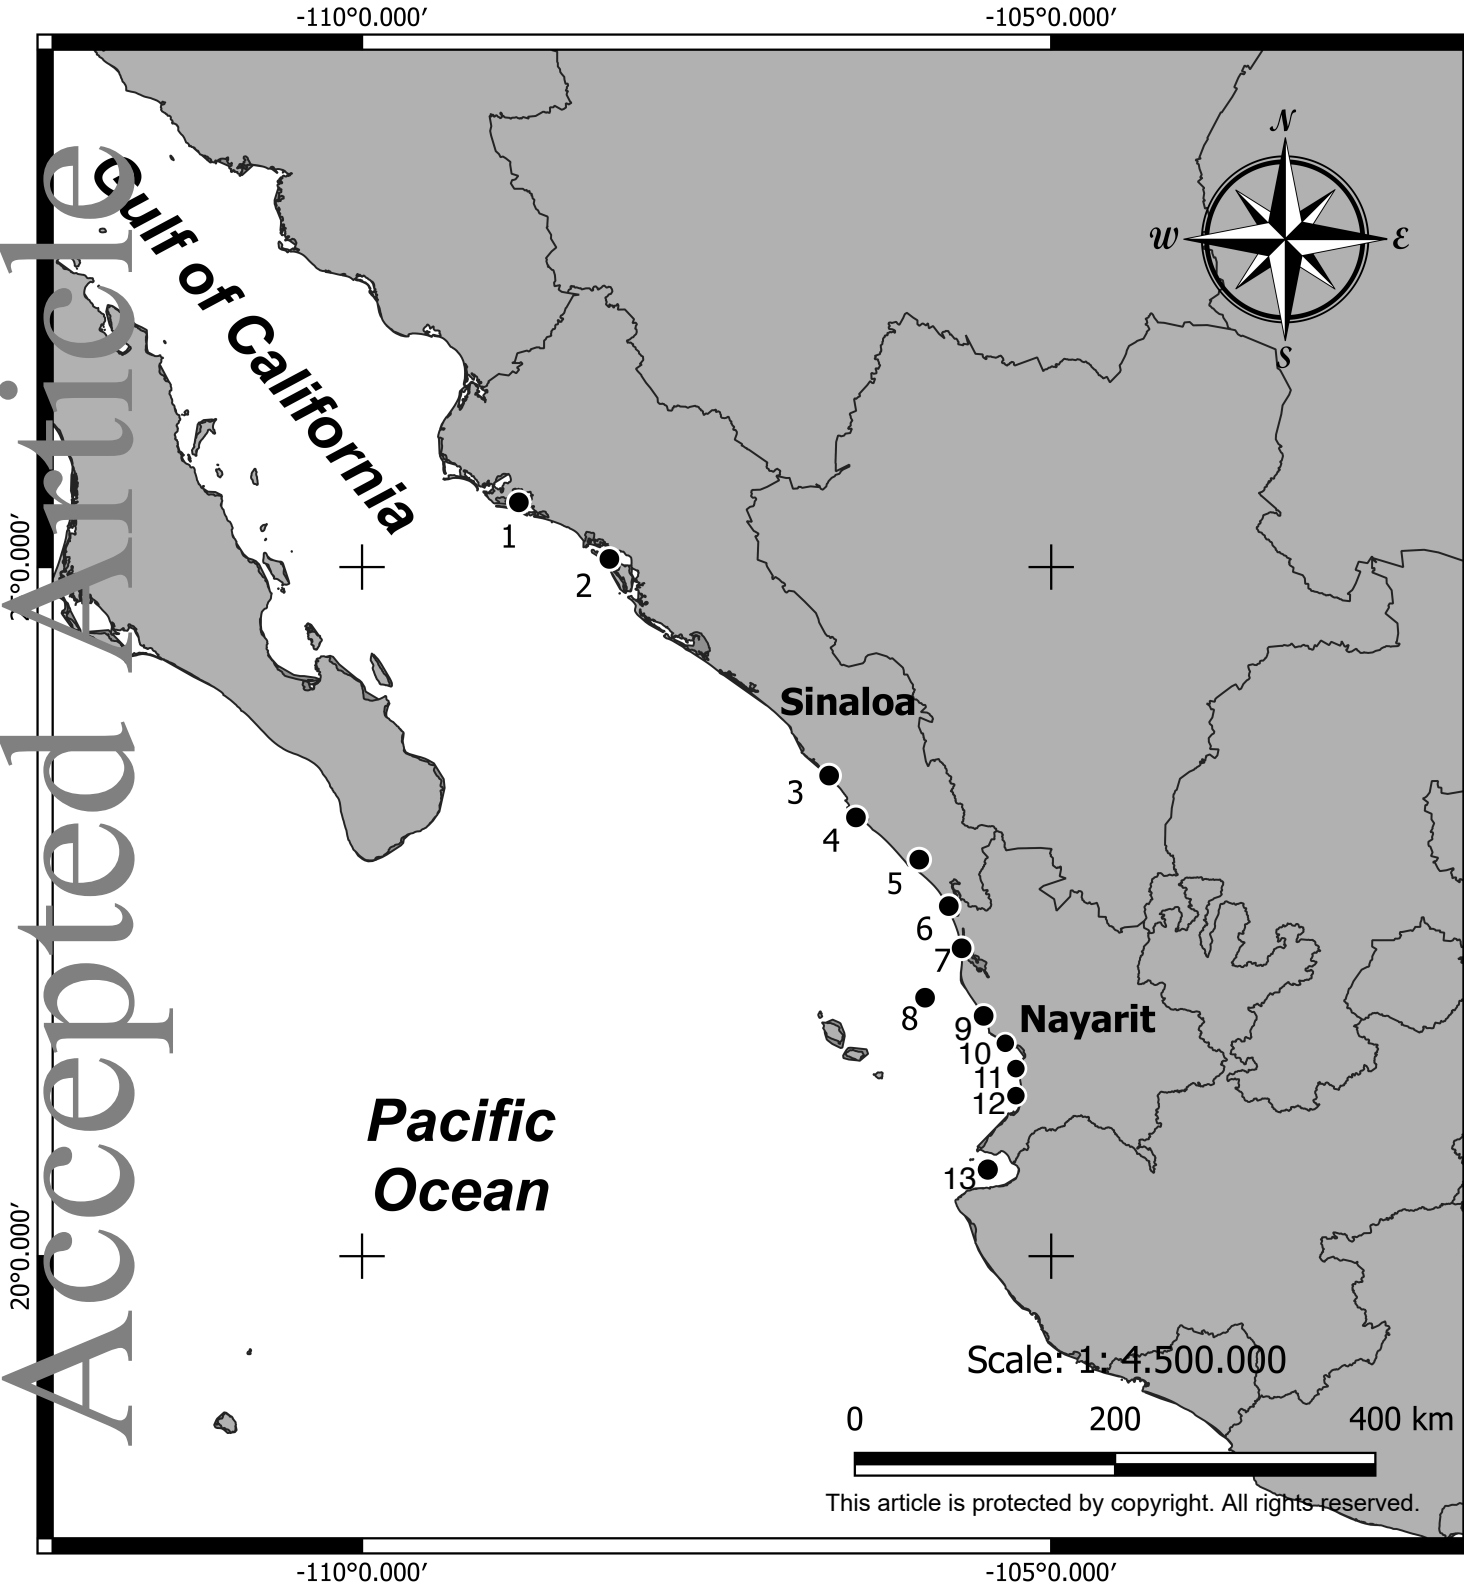 -110°0.000′
-105°0.000′
N
W
E
S
Gulf of California
Accepted Article
1
2
Sinaloa
3
4
5
6
7
8
9
Nayarit
10
11
12
13
Pacific
Ocean
20°0.000′
Scale: 1: 4.500.000
0
200
400 km
This article is protected by copyright. All rights reserved.
-110°0.000′
-105°0.000′